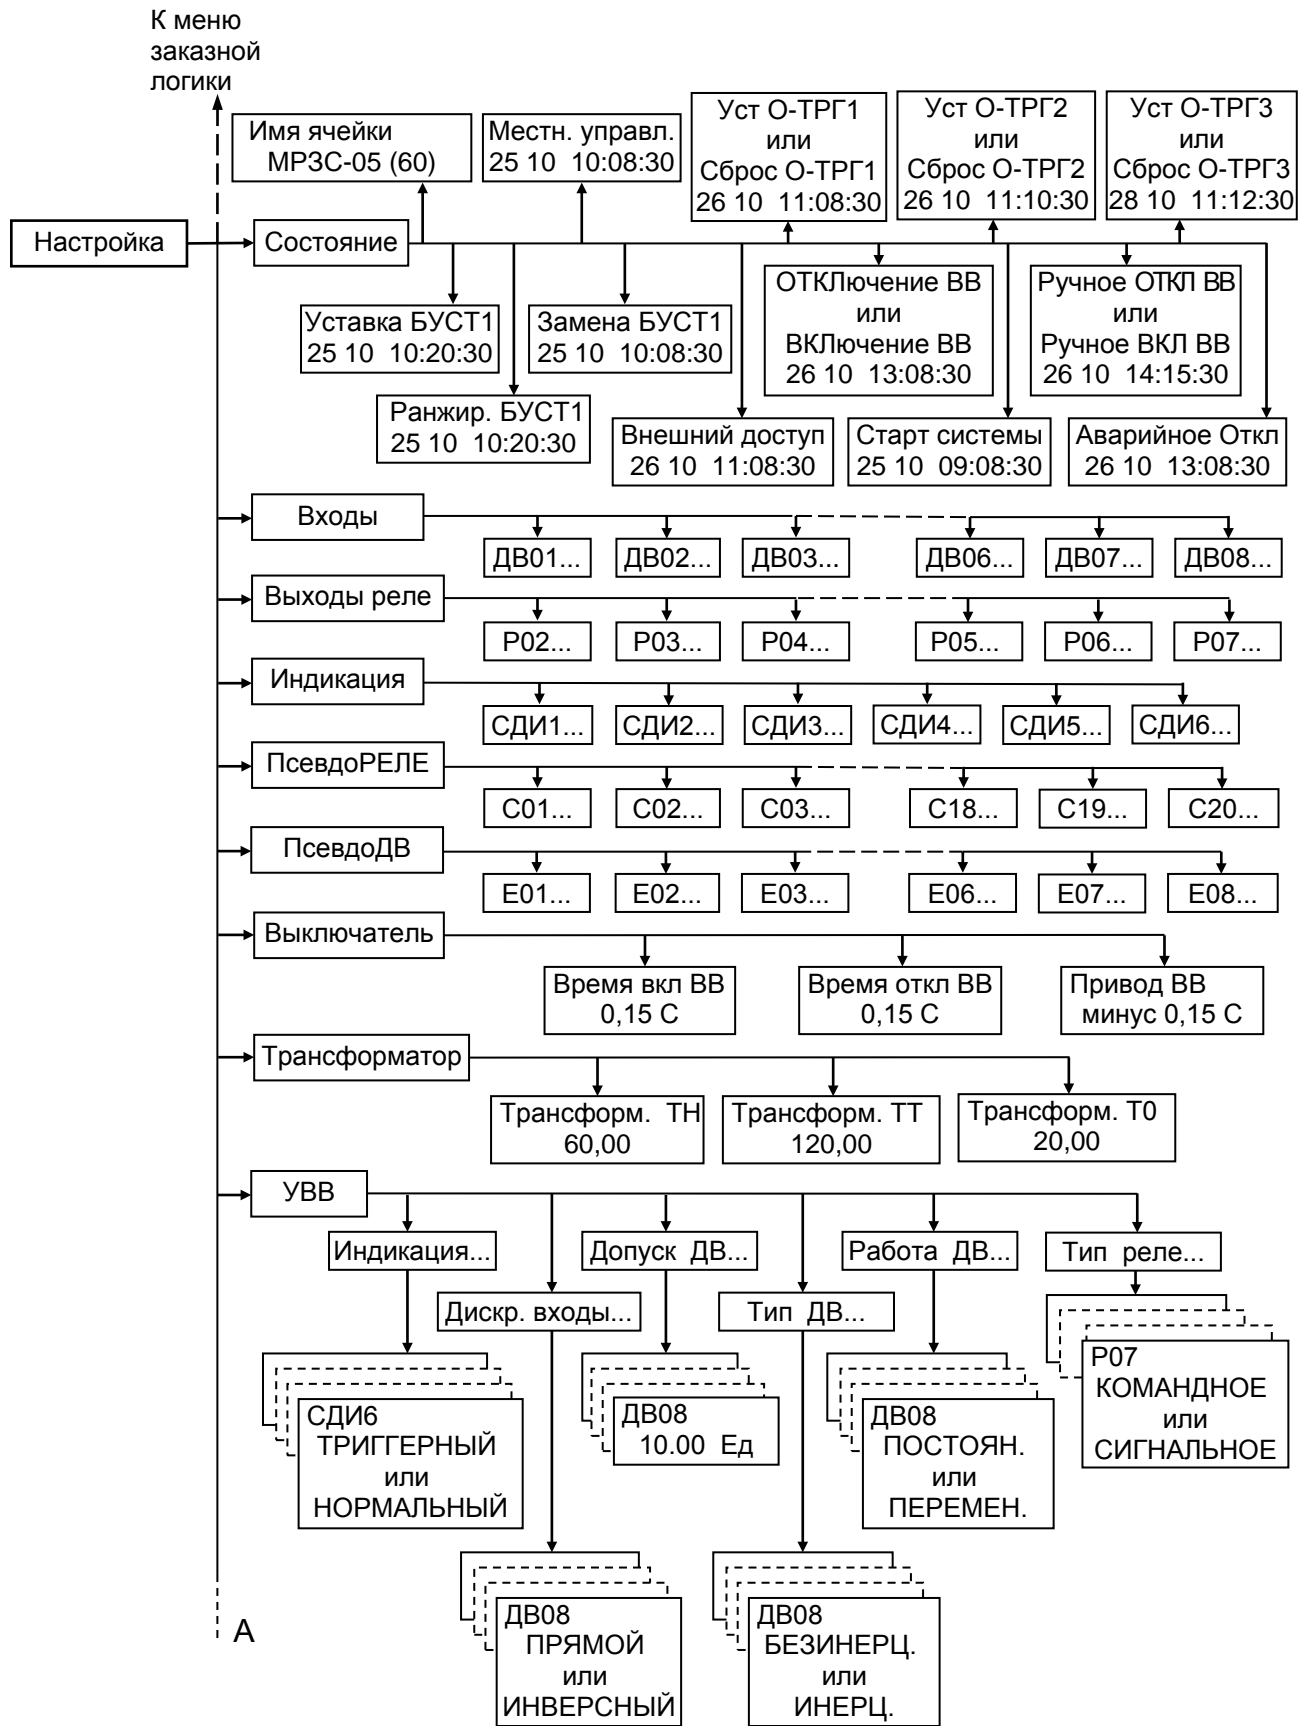 К меню
заказной
логики
Имя ячейки
МРЗС-05 (60)
Местн. управл.
25 10 10:08:30
Уст О-ТРГ1
или
Сброс О-ТРГ1
26 10 11:08:30
Уст О-ТРГ2
или
Сброс О-ТРГ2
26 10 11:10:30
Уст О-ТРГ3
или
Сброс О-ТРГ3
28 10 11:12:30
Настройка
Состояние
Уставка БУСТ1
25 10 10:20:30
Замена БУСТ1
25 10 10:08:30
ОТКЛючение ВВ
или
ВКЛючение ВВ
26 10 13:08:30
Ручное ОТКЛ ВВ
или
Ручное ВКЛ ВВ
26 10 14:15:30
Ранжир. БУСТ1
25 10 10:20:30
Внешний доступ
26 10 11:08:30
Старт системы
25 10 09:08:30
Аварийное Откл
26 10 13:08:30
Входы
ДВ01...
ДВ02...
ДВ03...
ДВ06...
ДВ07...
ДВ08...
Выходы реле
Р02...
Р03...
Р04...
Р05...
Р06...
Р07...
Индикация
СДИ1...
СДИ2...
СДИ3...
СДИ4...
СДИ5...
СДИ6...
ПсевдоРЕЛЕ
С01...
С02...
С03...
С18...
С19...
С20...
ПсевдоДВ
Е01...
Е02...
Е03...
Е06...
Е07...
Е08...
Выключатель
Время вкл ВВ
0,15 С
Время откл ВВ
0,15 С
Привод ВВ
минус 0,15 С
Трансформатор
Трансформ. ТН
60,00
Трансформ. ТТ
120,00
Трансформ. Т0
20,00
УВВ
Индикация...
Допуск ДВ...
Работа ДВ...
Тип реле...
Дискр. входы...
Тип ДВ...
СДИ6
ТРИГГЕРНЫЙ
или
НОРМАЛЬНЫЙ
ДВ08
10.00 Ед
ДВ08
ПОСТОЯН.
или
ПЕРЕМЕН.
Р07
КОМАНДНОЕ
или
СИГНАЛЬНОЕ
ДВ08
ПРЯМОЙ
или
ИНВЕРСНЫЙ
ДВ08
БЕЗИНЕРЦ.
или
ИНЕРЦ.
А